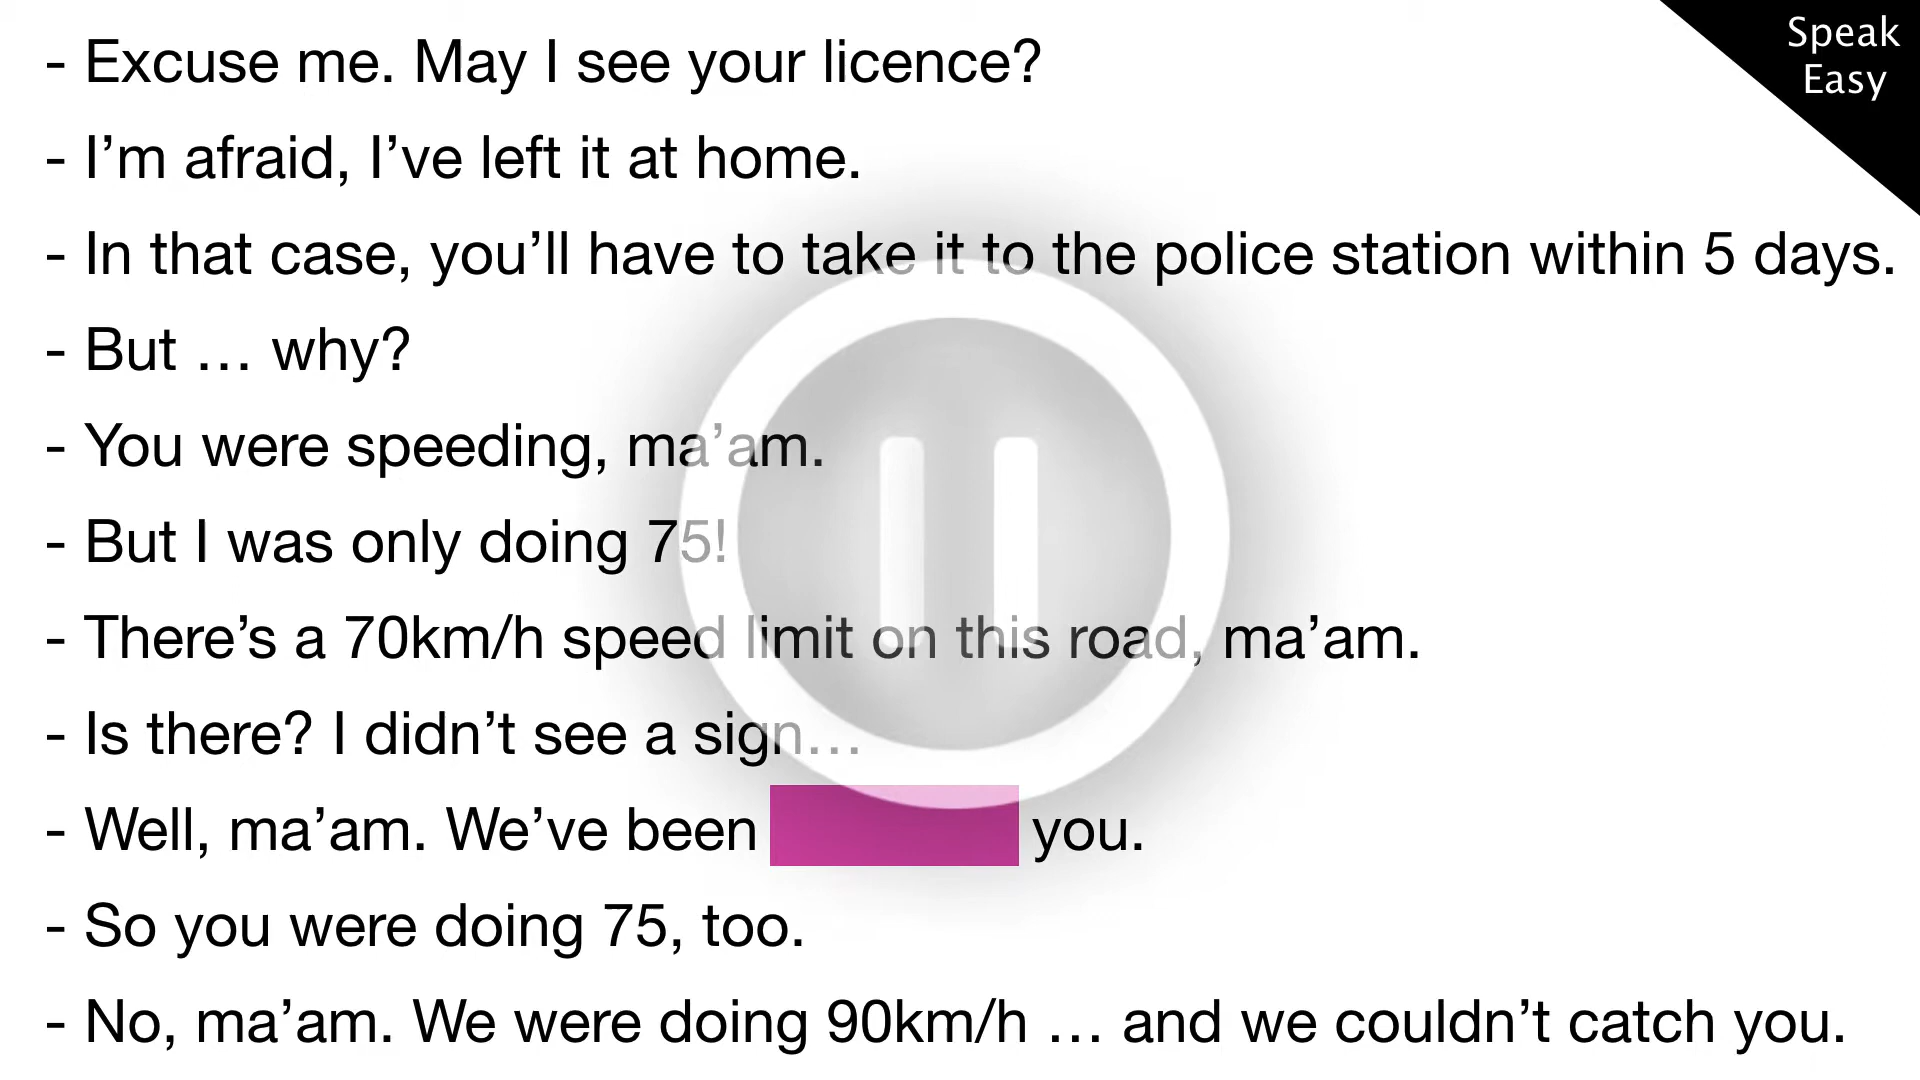 - Excuse me. May I see your licence?
- I’m afraid, I’ve left it at home.
- In that case, you’ll have to take it to the police station within 5 days.
- But … why?
- You were speeding, ma’am.
- But I was only doing 75!
- There’s a 70km/h speed limit on this road, ma’am.
- Is there? I didn’t see a sign…
- Well, ma’am. We’ve been you.
- So you were doing 75, too.
- No, ma’am. We were doing 90km/h … and we couldn’t catch you.
Speak
Easy